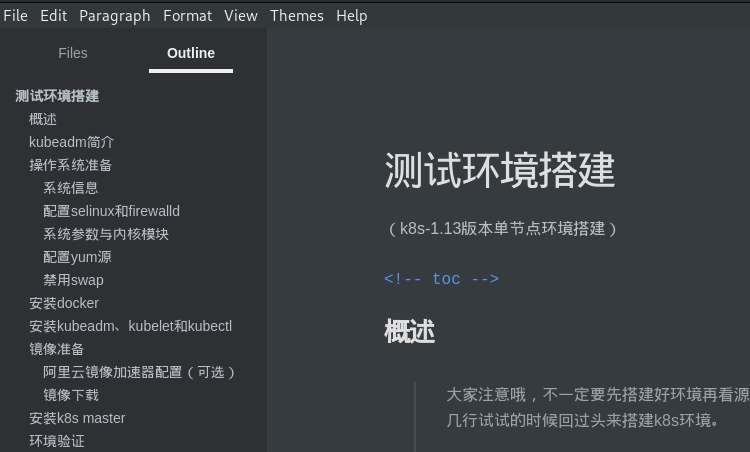 File Edit Paragraph Format View Themes Help
Files Outline
测试环境搭建
概述
kubeadm简介
操作系统准备
系统信息
配置selinux和firewalld
系统参数与内核模块
配置yum源
禁用swap
安装docker
安装kubeadm、kubelet和kubectl
镜像准备
阿里云镜像加速器配置（可选）
镜像下载
安装k8s master
环境验证
测试环境搭建
（k8s-1.13版本单节点环境搭建）
<!-- toc -->
概述
大家注意哦，不一定要先搭建好环境再看源
几行试试的时候回过头来搭建k8s环境。